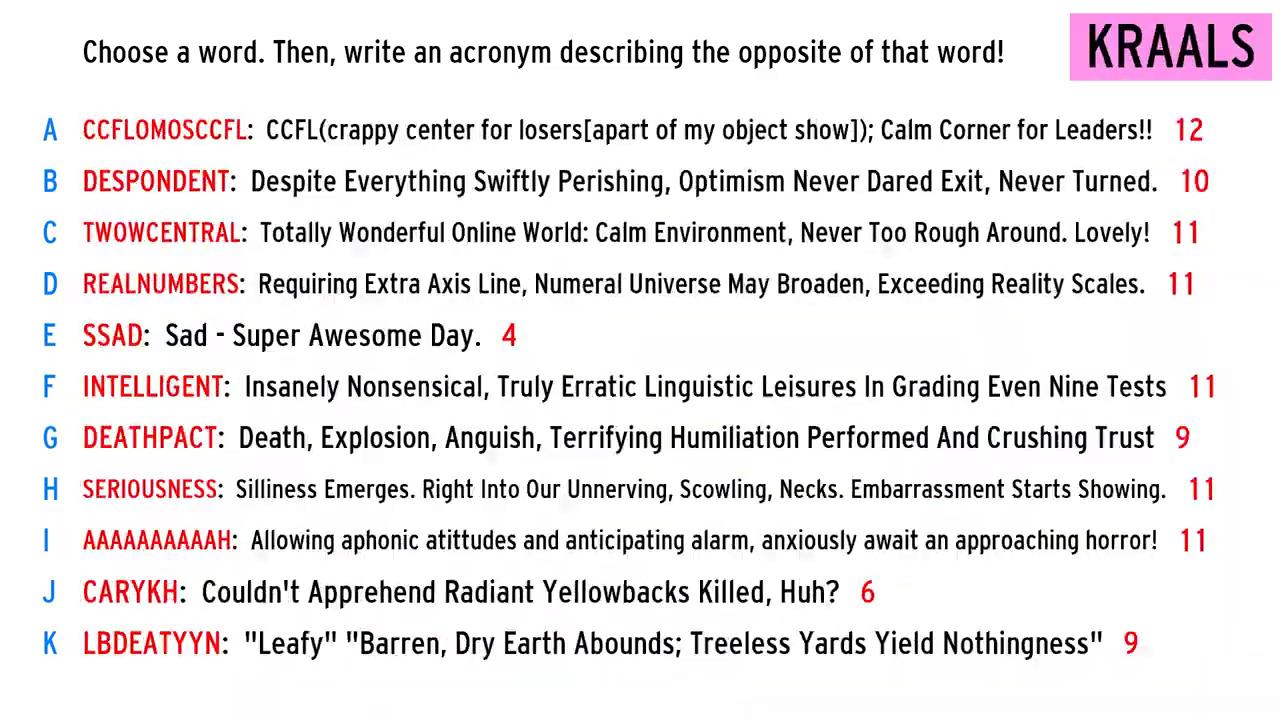 Choose a word. Then, write an acronym describing the opposite of that word!
KRAALS
A CCFLOMOSCCFL: CCFL(crappy center for losers[apart of my object show]); Calm Corner for Leaders!! 12
B DESPONDENT: Despite Everything Swiftly Perishing, Optimism Never Dared Exit, Never Turned. 10
C TWOWCENTRAL: Totally Wonderful Online World: Calm Environment, Never Too Rough Around. Lovely! 11
D REALNUMBERS: Requiring Extra Axis Line, Numeral Universe May Broaden, Exceeding Reality Scales. 11
E SSAD: Sad - Super Awesome Day. 4
F INTELLIGENT: Insanely Nonsensical, Truly Erratic Linguistic Leisures In Grading Even Nine Tests 11
G DEATHPACT: Death, Explosion, Anguish, Terrifying Humiliation Performed And Crushing Trust 9
H SERIOUSNESS: Silliness Emerges. Right Into Our Unnerving, Scowling, Necks. Embarrassment Starts Showing. 11
I AAAAAAAAAAH: Allowing aphonic atittudes and anticipating alarm, anxiously await an approaching horror! 11
J CARYKH: Couldn't Apprehend Radiant Yellowbacks Killed, Huh? 6
K LBDEATYYN: "Leafy" "Barren, Dry Earth Abounds; Treeless Yards Yield Nothingness" 9